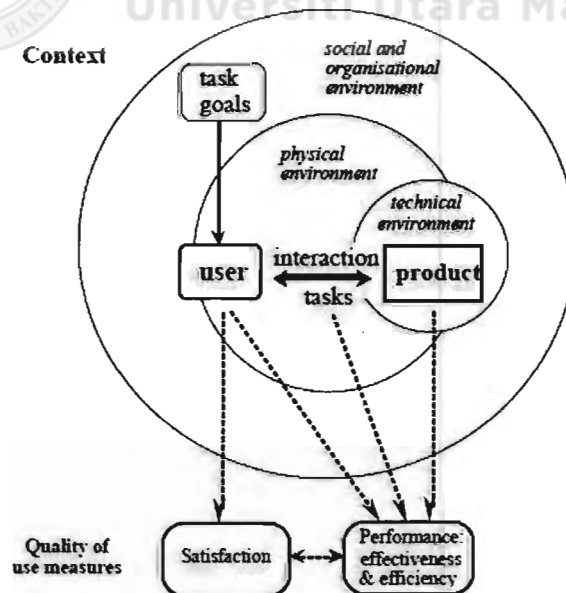 Universiti Utara Ma
BAKTI
Context
social and
organisational
environment
task
goals
physical
environment
technical
environment
user
interaction
tasks
product
Quality of
use measures
Satisfaction
Performance:
effectiveness
& efficiency